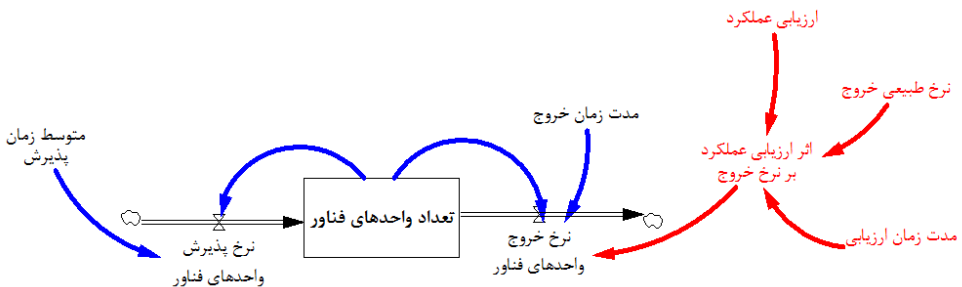 ارزیابی عملکرد
نرخ طبیعی خروج
مدت زمان خروج
متوسط زمان
پذیرش
اثر ارزیابی عملکرد
بر نرخ خروج
تعداد واحدهای فناور
نرخ خروج
واحدهای فناور
نرخ پذیرش
واحدهای فناور
مدت زمان ارزیابی